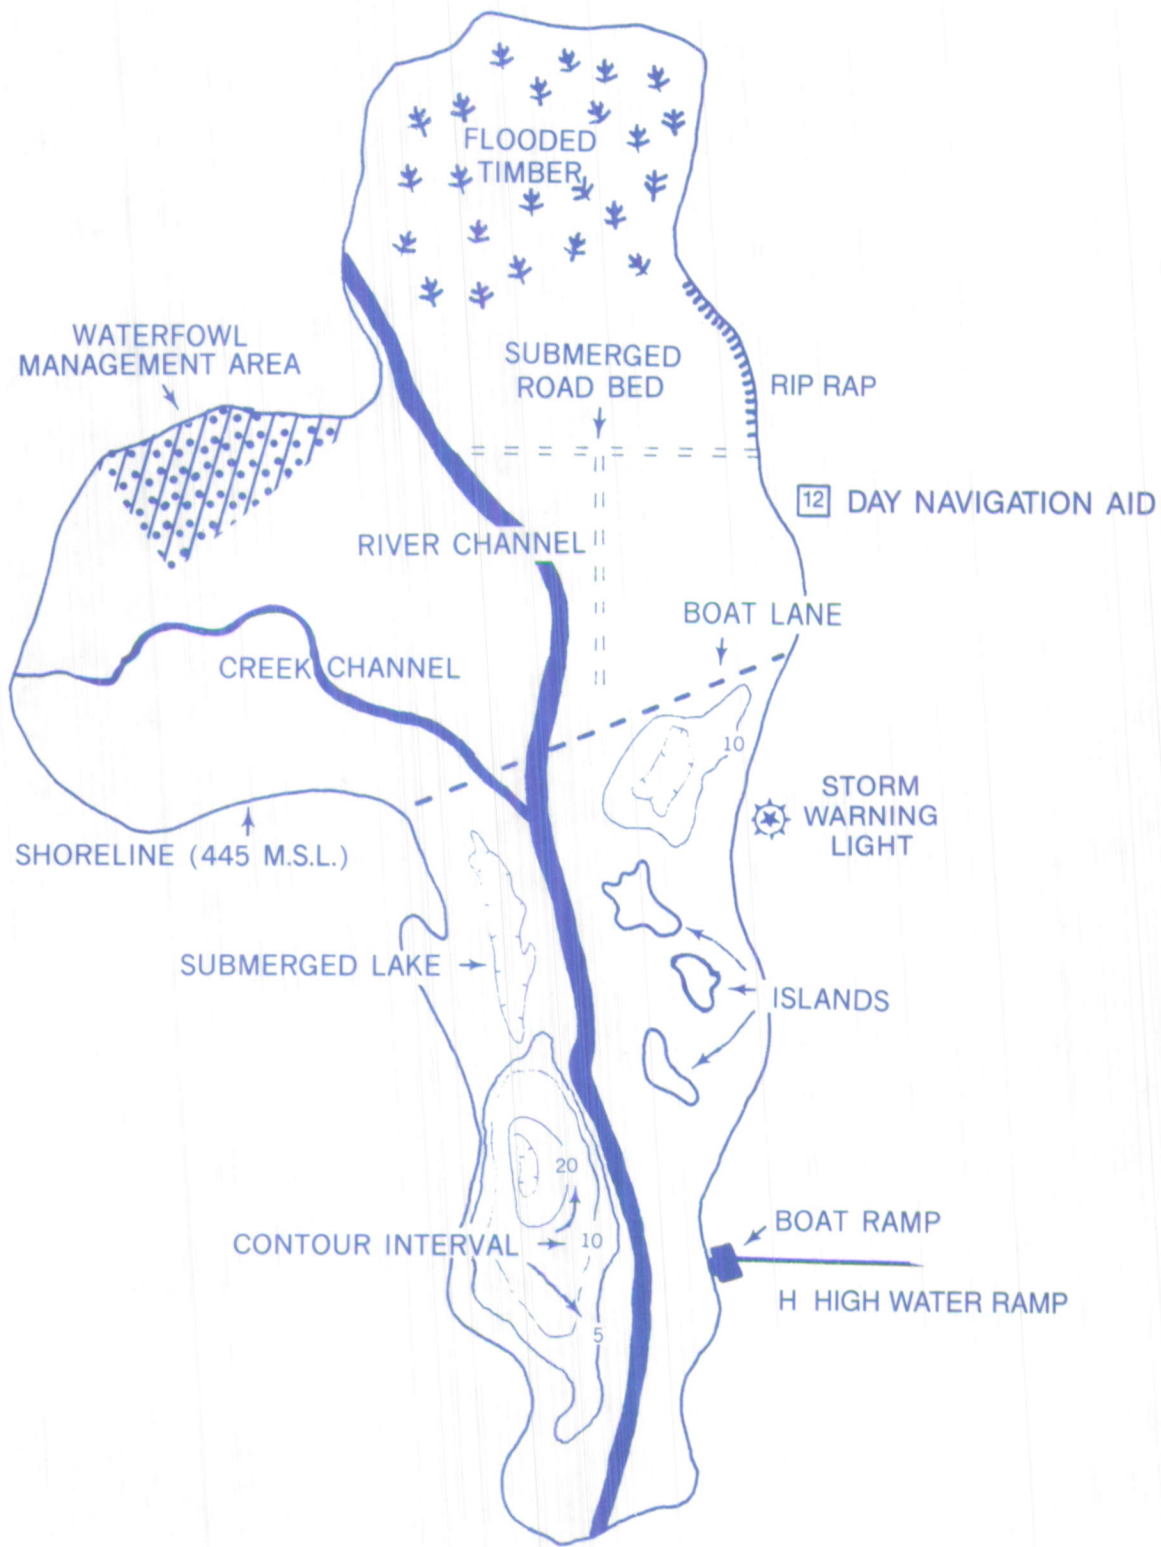 FLOODED
TIMBER
WATERFOWL
MANAGEMENT AREA
SUBMERGED
ROAD BED
RIP RAP
12 DAY NAVIGATION AID
RIVER CHANNEL
BOAT LANE
CREEK CHANNEL
10
STORM
WARNING
LIGHT
SHORELINE (445 M.S.L.)
SUBMERGED LAKE
ISLANDS
20
BOAT RAMP
CONTOUR INTERVAL
10
H HIGH WATER RAMP
5